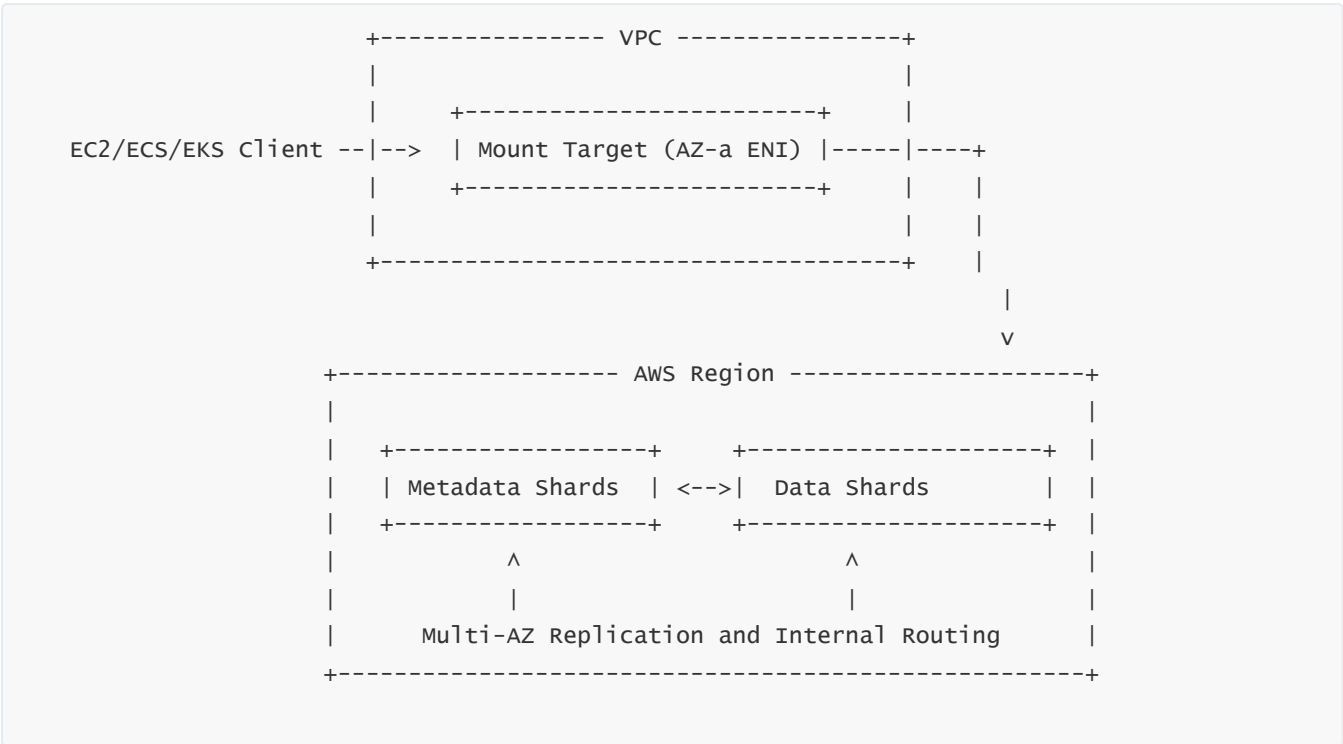 +---------------- VPC ----------------+
|                                     |
|     +-------------------------+     |
EC2/ECS/EKS Client --|-->  | Mount Target (AZ-a ENI) |-----|----+
|     +-------------------------+     |    |
|                                     |    |
+-------------------------------------+    |
|
v
+-------------------- AWS Region ---------------------+
|                                                     |
|   +------------------+     +---------------------+  |
|   | Metadata Shards  | <-->|  Data Shards        |  |
|   +------------------+     +---------------------+  |
|            ^                       ^                |
|            |                       |                |
|      Multi-AZ Replication and Internal Routing      |
+-----------------------------------------------------+